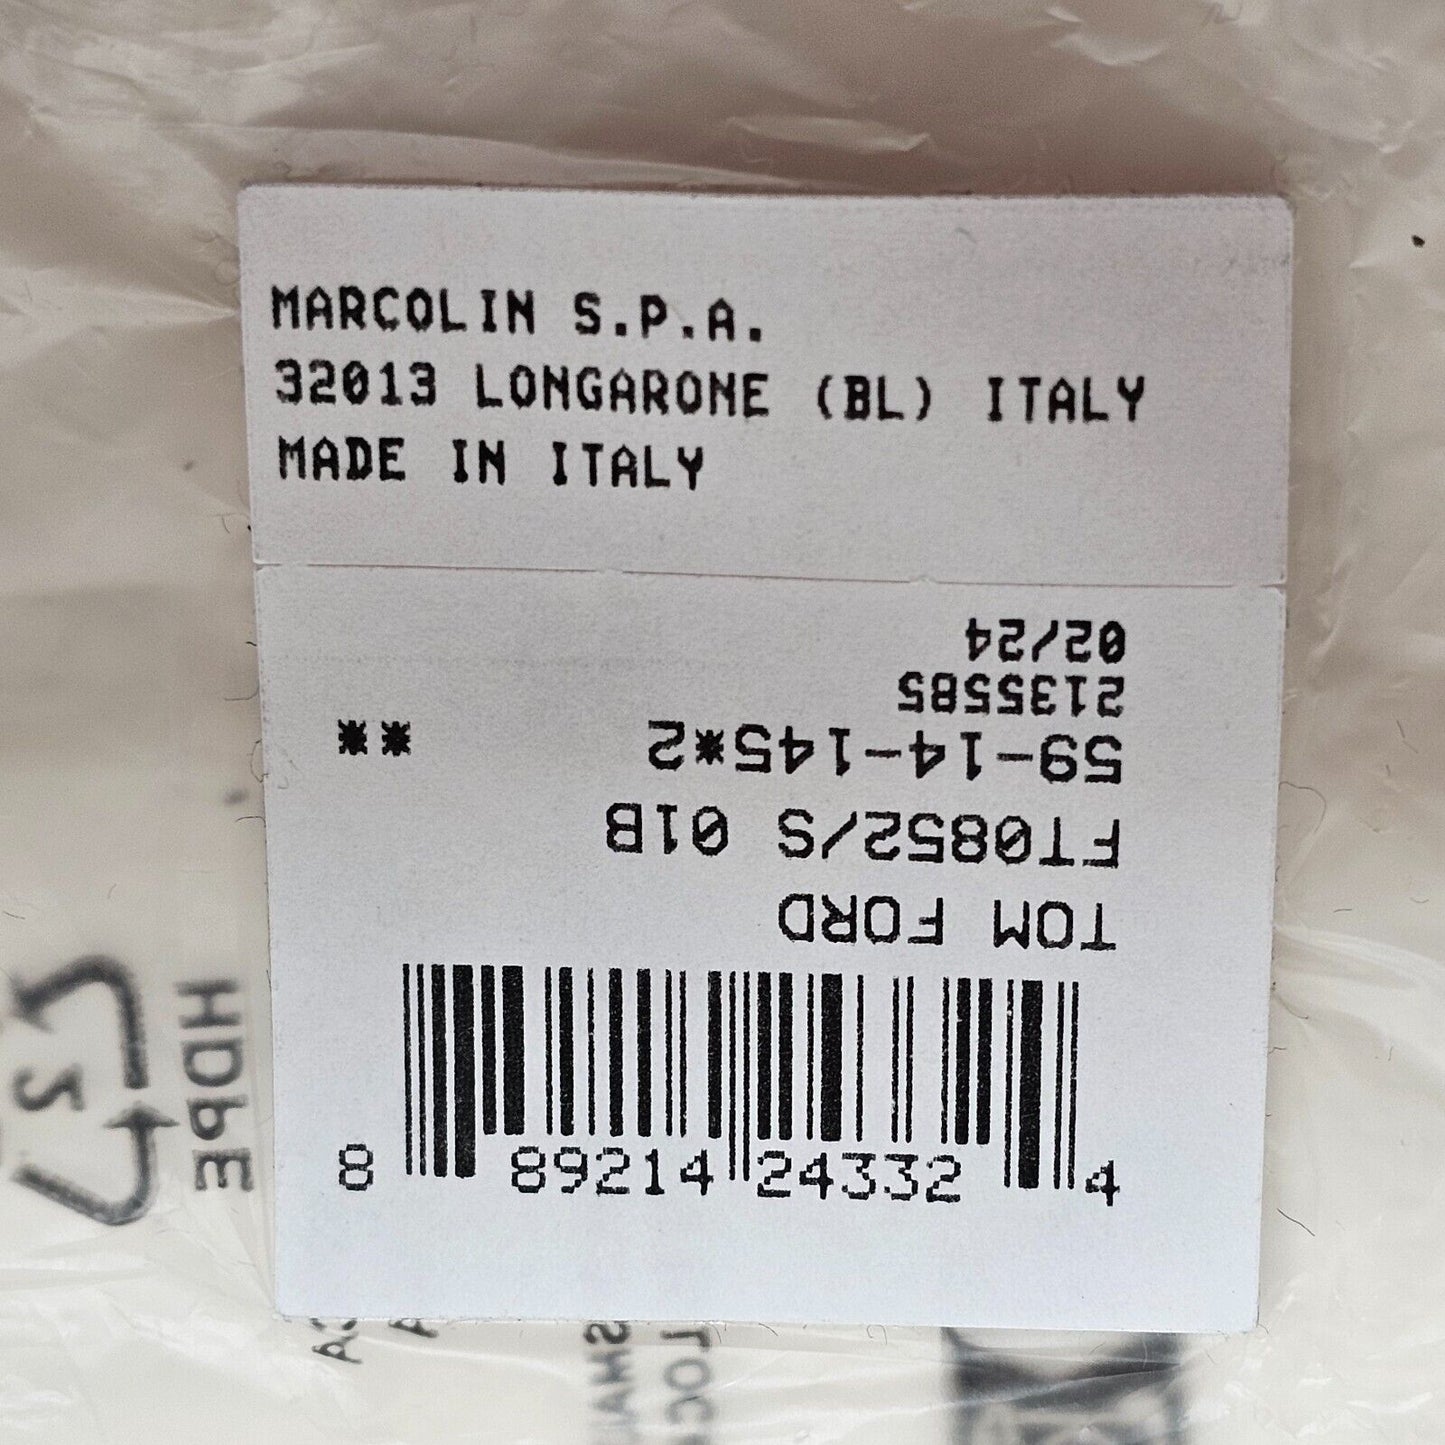 MARCOLIN S.P.A.
32013 LONGARONE (BL) ITALY
MADE IN ITALY
TOM FORD
FT0852/S 01B
59-14-145*2 **
2135585
02/24
8 89214 24332 4
2
HDPE